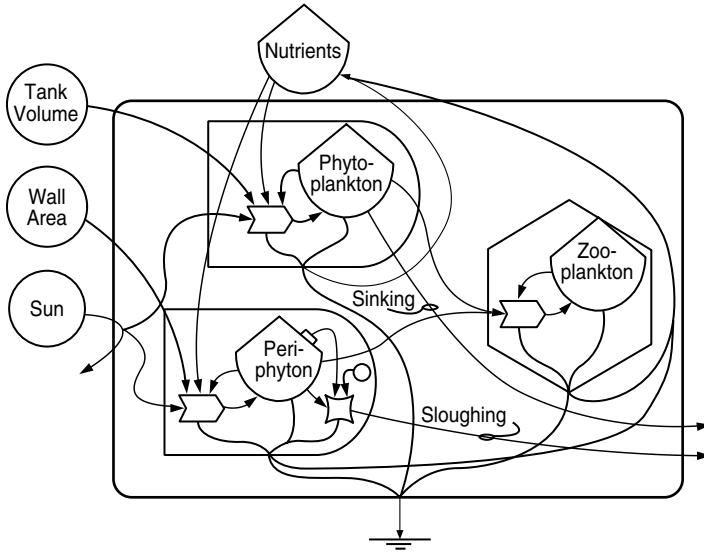 Nutrients
Tank
Volume
Phyto-
plankton
Wall
Area
Zoo-
plankton
Sun
Sinking
Peri-
phyton
Sloughing